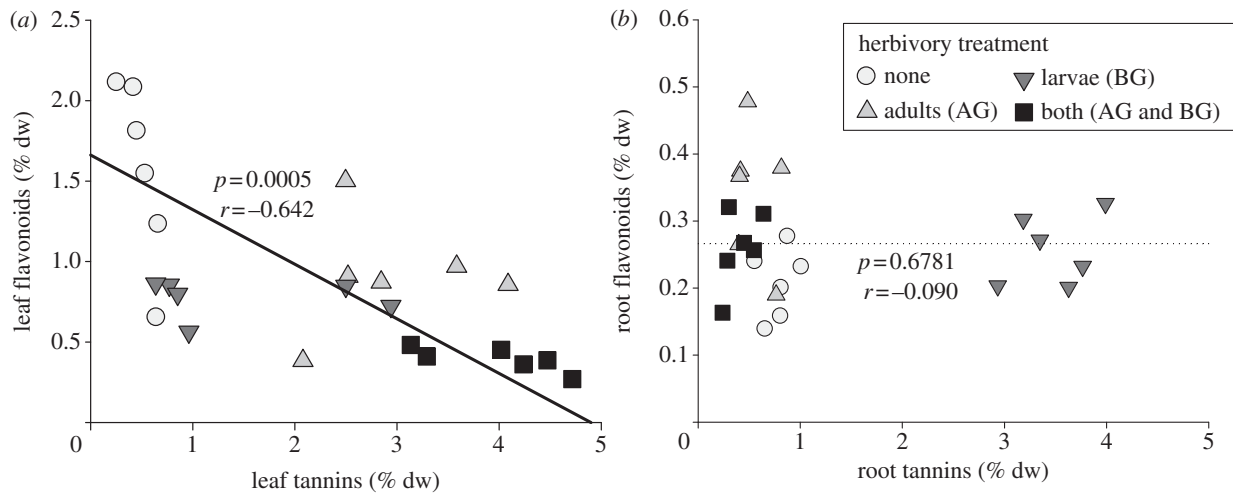 (a)
2.5
2.0
1.5
1.0
0.5
0
1
2
3
4
5
leaf flavonoids (% dw)
leaf tannins (% dw)
p=0.0005
r=–0.642
(b)
0.6
0.5
0.4
0.3
0.2
0.1
0
1
2
3
4
5
root flavonoids (% dw)
root tannins (% dw)
herbivory treatment
none
larvae (BG)
adults (AG)
both (AG and BG)
p=0.6781
r=–0.090